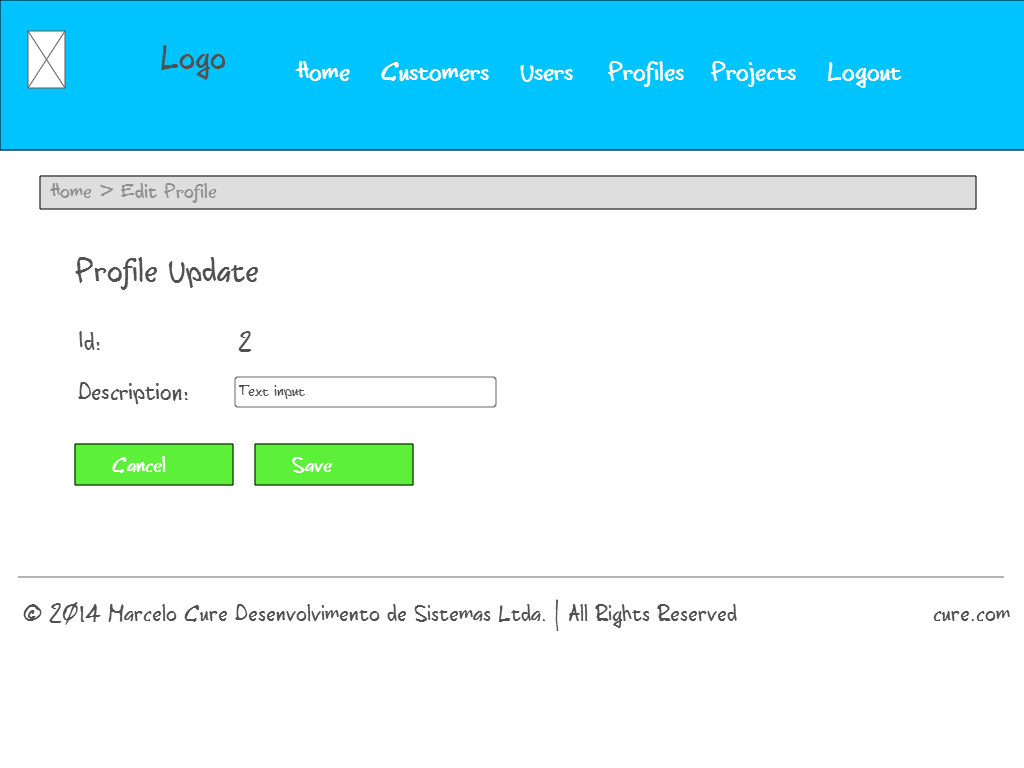 Logo
Home Customers Users Profiles Projects Logout
Home > Edit Profile
Profile Update
Id: 2
Description: Text input
Cancel Save
© 2014 Marcelo Cure Desenvolvimento de Sistemas Ltda. | All Rights Reserved cure.com